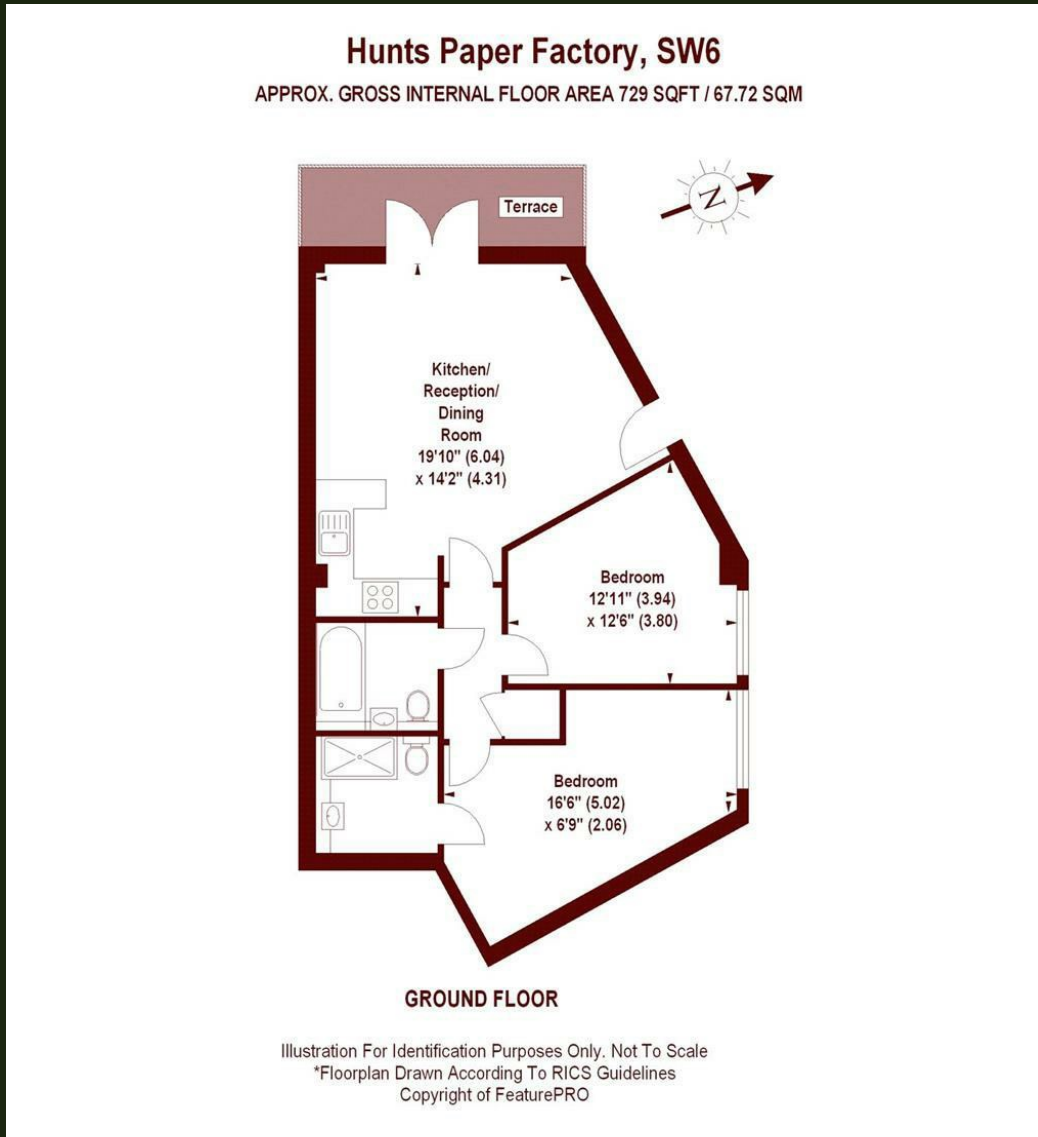 Hunts Paper Factory, SW6
APPROX. GROSS INTERNAL FLOOR AREA 729 SQFT / 67.72 SQM
Terrace
N
Kitchen/
Reception/
Dining
Room
19'10" (6.04)
x 14'2" (4.31)
Bedroom
12'11" (3.94)
x 12'6" (3.80)
Bedroom
16'6" (5.02)
x 6'9" (2.06)
GROUND FLOOR
Illustration For Identification Purposes Only. Not To Scale
*Floorplan Drawn According To RICS Guidelines
Copyright of FeaturePRO